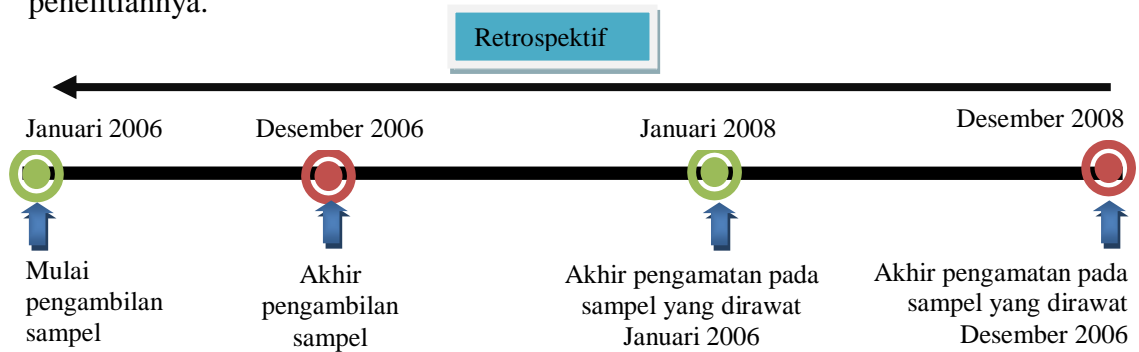 penelitiannya.
Retrospektif
Januari 2006
Desember 2006
Januari 2008
Desember 2008
Mulai
pengambilan
sampel
Akhir
pengambilan
sampel
Akhir pengamatan pada
sampel yang dirawat
Januari 2006
Akhir pengamatan pada
sampel yang dirawat
Desember 2006